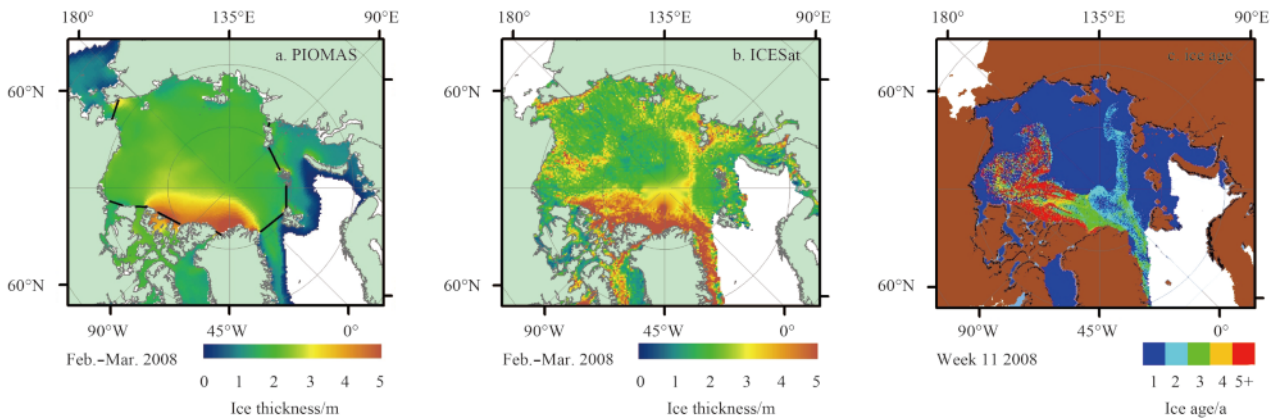 180° 135°E 90°E 180° 135°E 90°E 180° 135°E 90°E
a. PIOMAS b. ICESat c. ice age
60°N 60°N 60°N
60°N 60°N 60°N
90°W 45°W 0° 90°W 45°W 0° 90°W 45°W 0°
Feb.–Mar. 2008 Feb.–Mar. 2008 Week 11 2008
0 1 2 3 4 5 0 1 2 3 4 5 1 2 3 4 5+
Ice thickness/m Ice thickness/m Ice age/a